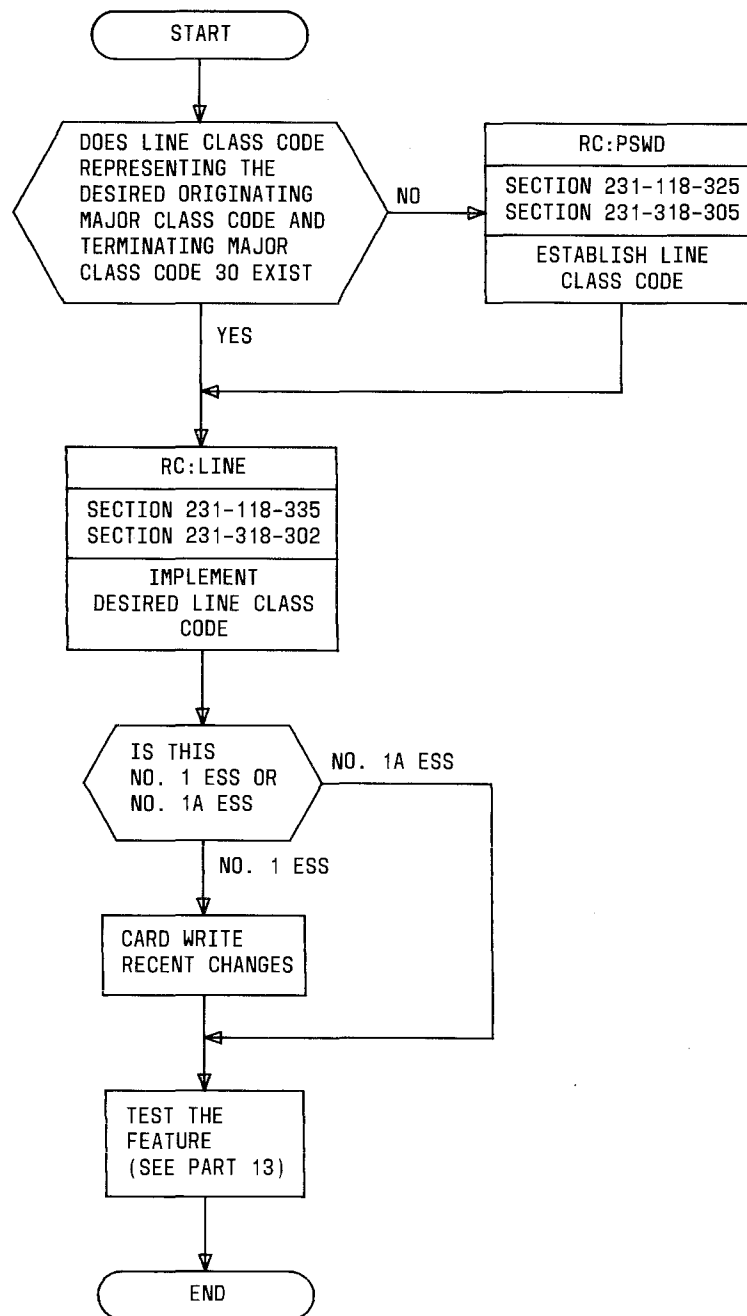 START
DOES LINE CLASS CODE
REPRESENTING THE
DESIRED ORIGINATING
MAJOR CLASS CODE AND
TERMINATING MAJOR
CLASS CODE 30 EXIST
NO
RC:PSWD
SECTION 231-118-325
SECTION 231-318-305
ESTABLISH LINE
CLASS CODE
YES
RC:LINE
SECTION 231-118-335
SECTION 231-318-302
IMPLEMENT
DESIRED LINE CLASS
CODE
IS THIS
NO. 1 ESS OR
NO. 1A ESS
NO. 1A ESS
NO. 1 ESS
CARD WRITE
RECENT CHANGES
TEST THE
FEATURE
(SEE PART 13)
END